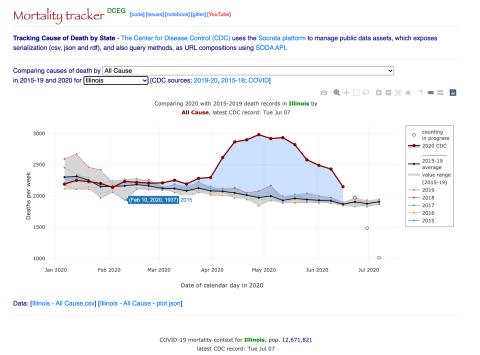 Mortality tracker DCEG [code] [issues] [notebook] [gitter] [YouTube]
Tracking Cause of Death by State - The Center for Disease Control (CDC) uses the Socrata platform to manage public data assets, which exposes
serialization (csv, json and rdf), and also query methods, as URL compositions using SODA API.
Comparing causes of death by All Cause
in 2015-19 and 2020 for Illinois [CDC sources: 2019-20, 2015-18; COVID]
Comparing 2020 with 2015-2019 death records in Illinois by
All Cause, latest CDC record: Tue Jul 07
counting
in progress
2020 CDC
2015-19
average
value range
(2015-19)
2019
2018
2017
2016
2015
3000
2500
2000
1500
1000
Deaths per week
(Feb 10, 2020, 1937) 2015
Jan 2020
Feb 2020
Mar 2020
Apr 2020
May 2020
Jun 2020
Jul 2020
Date of calendar day in 2020
Data: [Illinois - All Cause.csv] [Illinois - All Cause - plot.json]
COVID-19 mortality context for Illinois, pop. 12,671,821
latest CDC record: Tue Jul 07